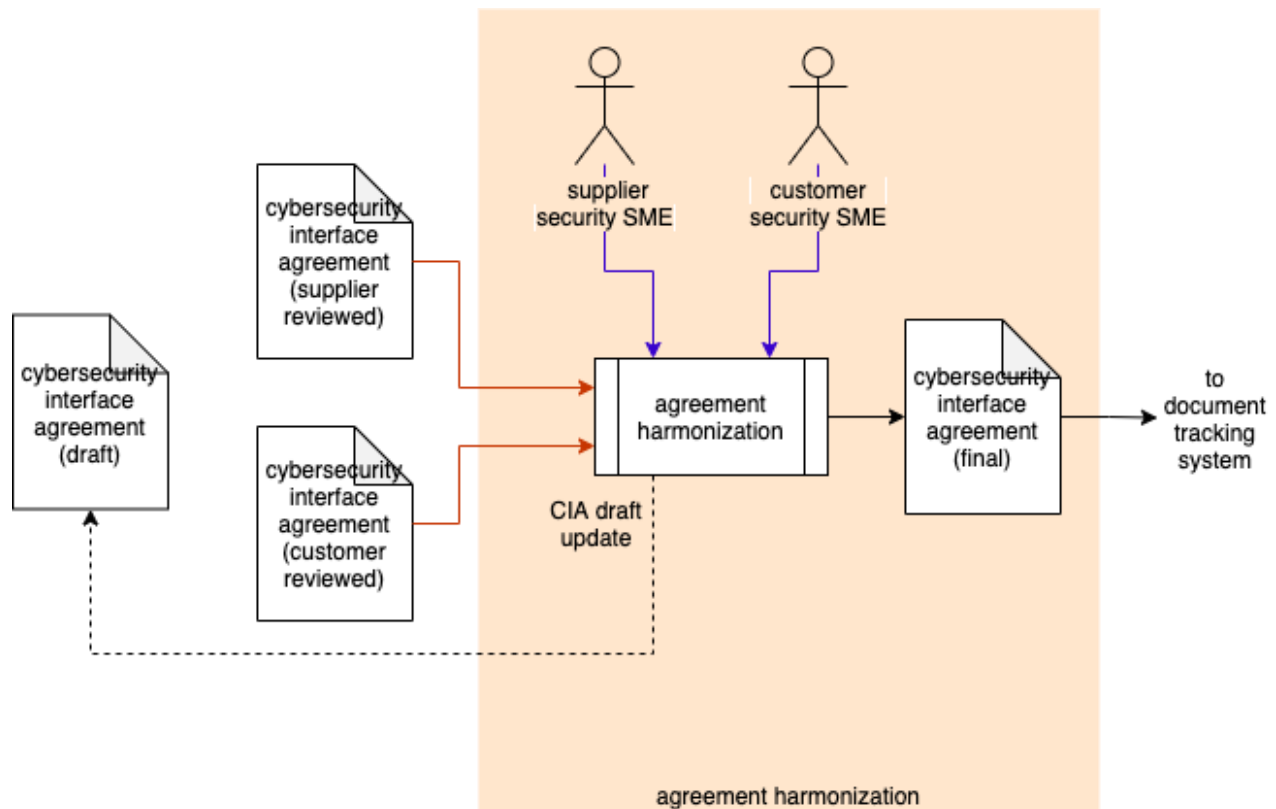 supplier
security SME
customer
security SME
cybersecurity
interface
agreement
(supplier
reviewed)
cybersecurity
interface
agreement
(draft)
cybersecurity
interface
agreement
(customer
reviewed)
agreement
harmonization
CIA draft
update
cybersecurity
interface
agreement
(final)
to
document
tracking
system
agreement harmonization